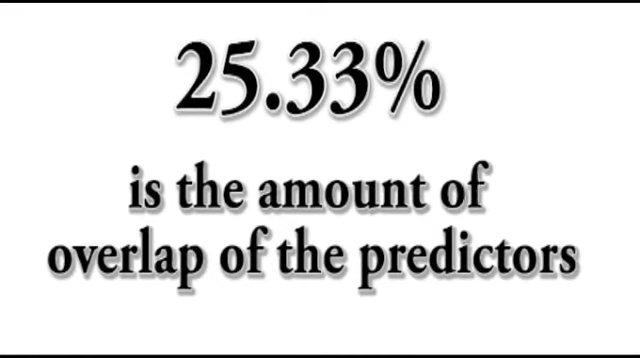 25.33%
is the amount of
overlap of the predictors